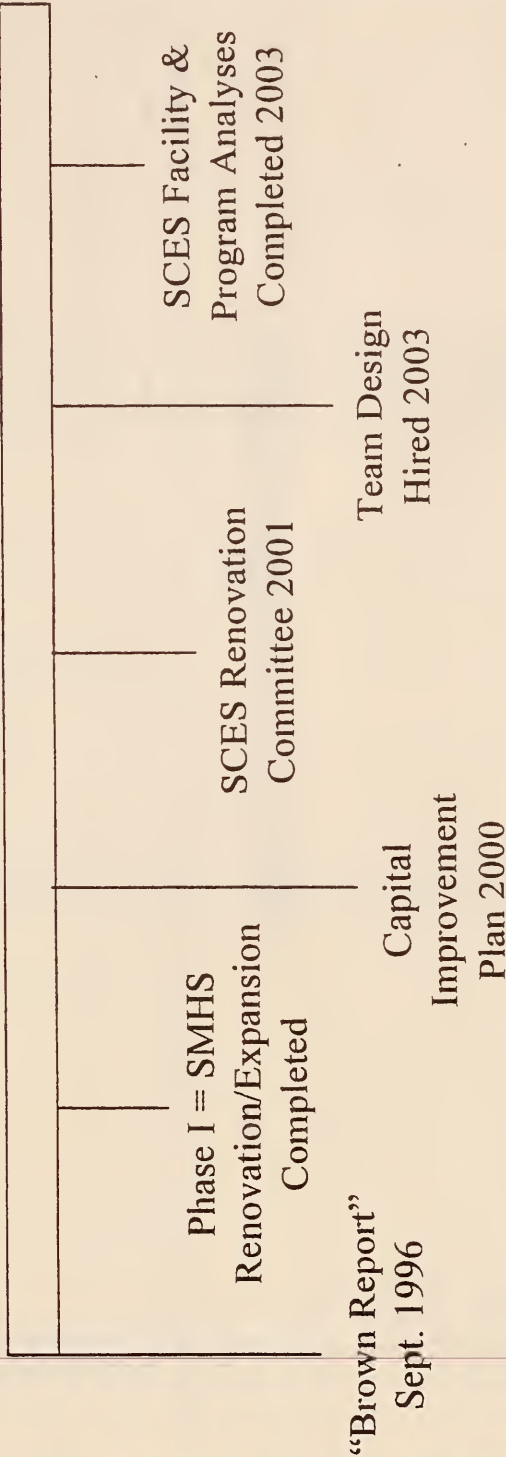 “Brown Report”
Sept. 1996
Phase I = SMHS
Renovation/Expansion
Completed
Capital
Improvement
Plan 2000
SCES Renovation
Committee 2001
Team Design
Hired 2003
SCES Facility &
Program Analyses
Completed 2003